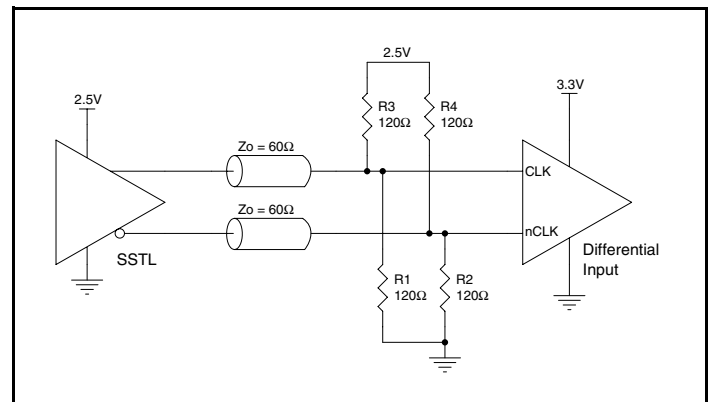 2.5V
2.5V
3.3V
R3
120Ω
R4
120Ω
Zo = 60Ω
CLK
Zo = 60Ω
nCLK
SSTL
Differential
Input
R1
120Ω
R2
120Ω